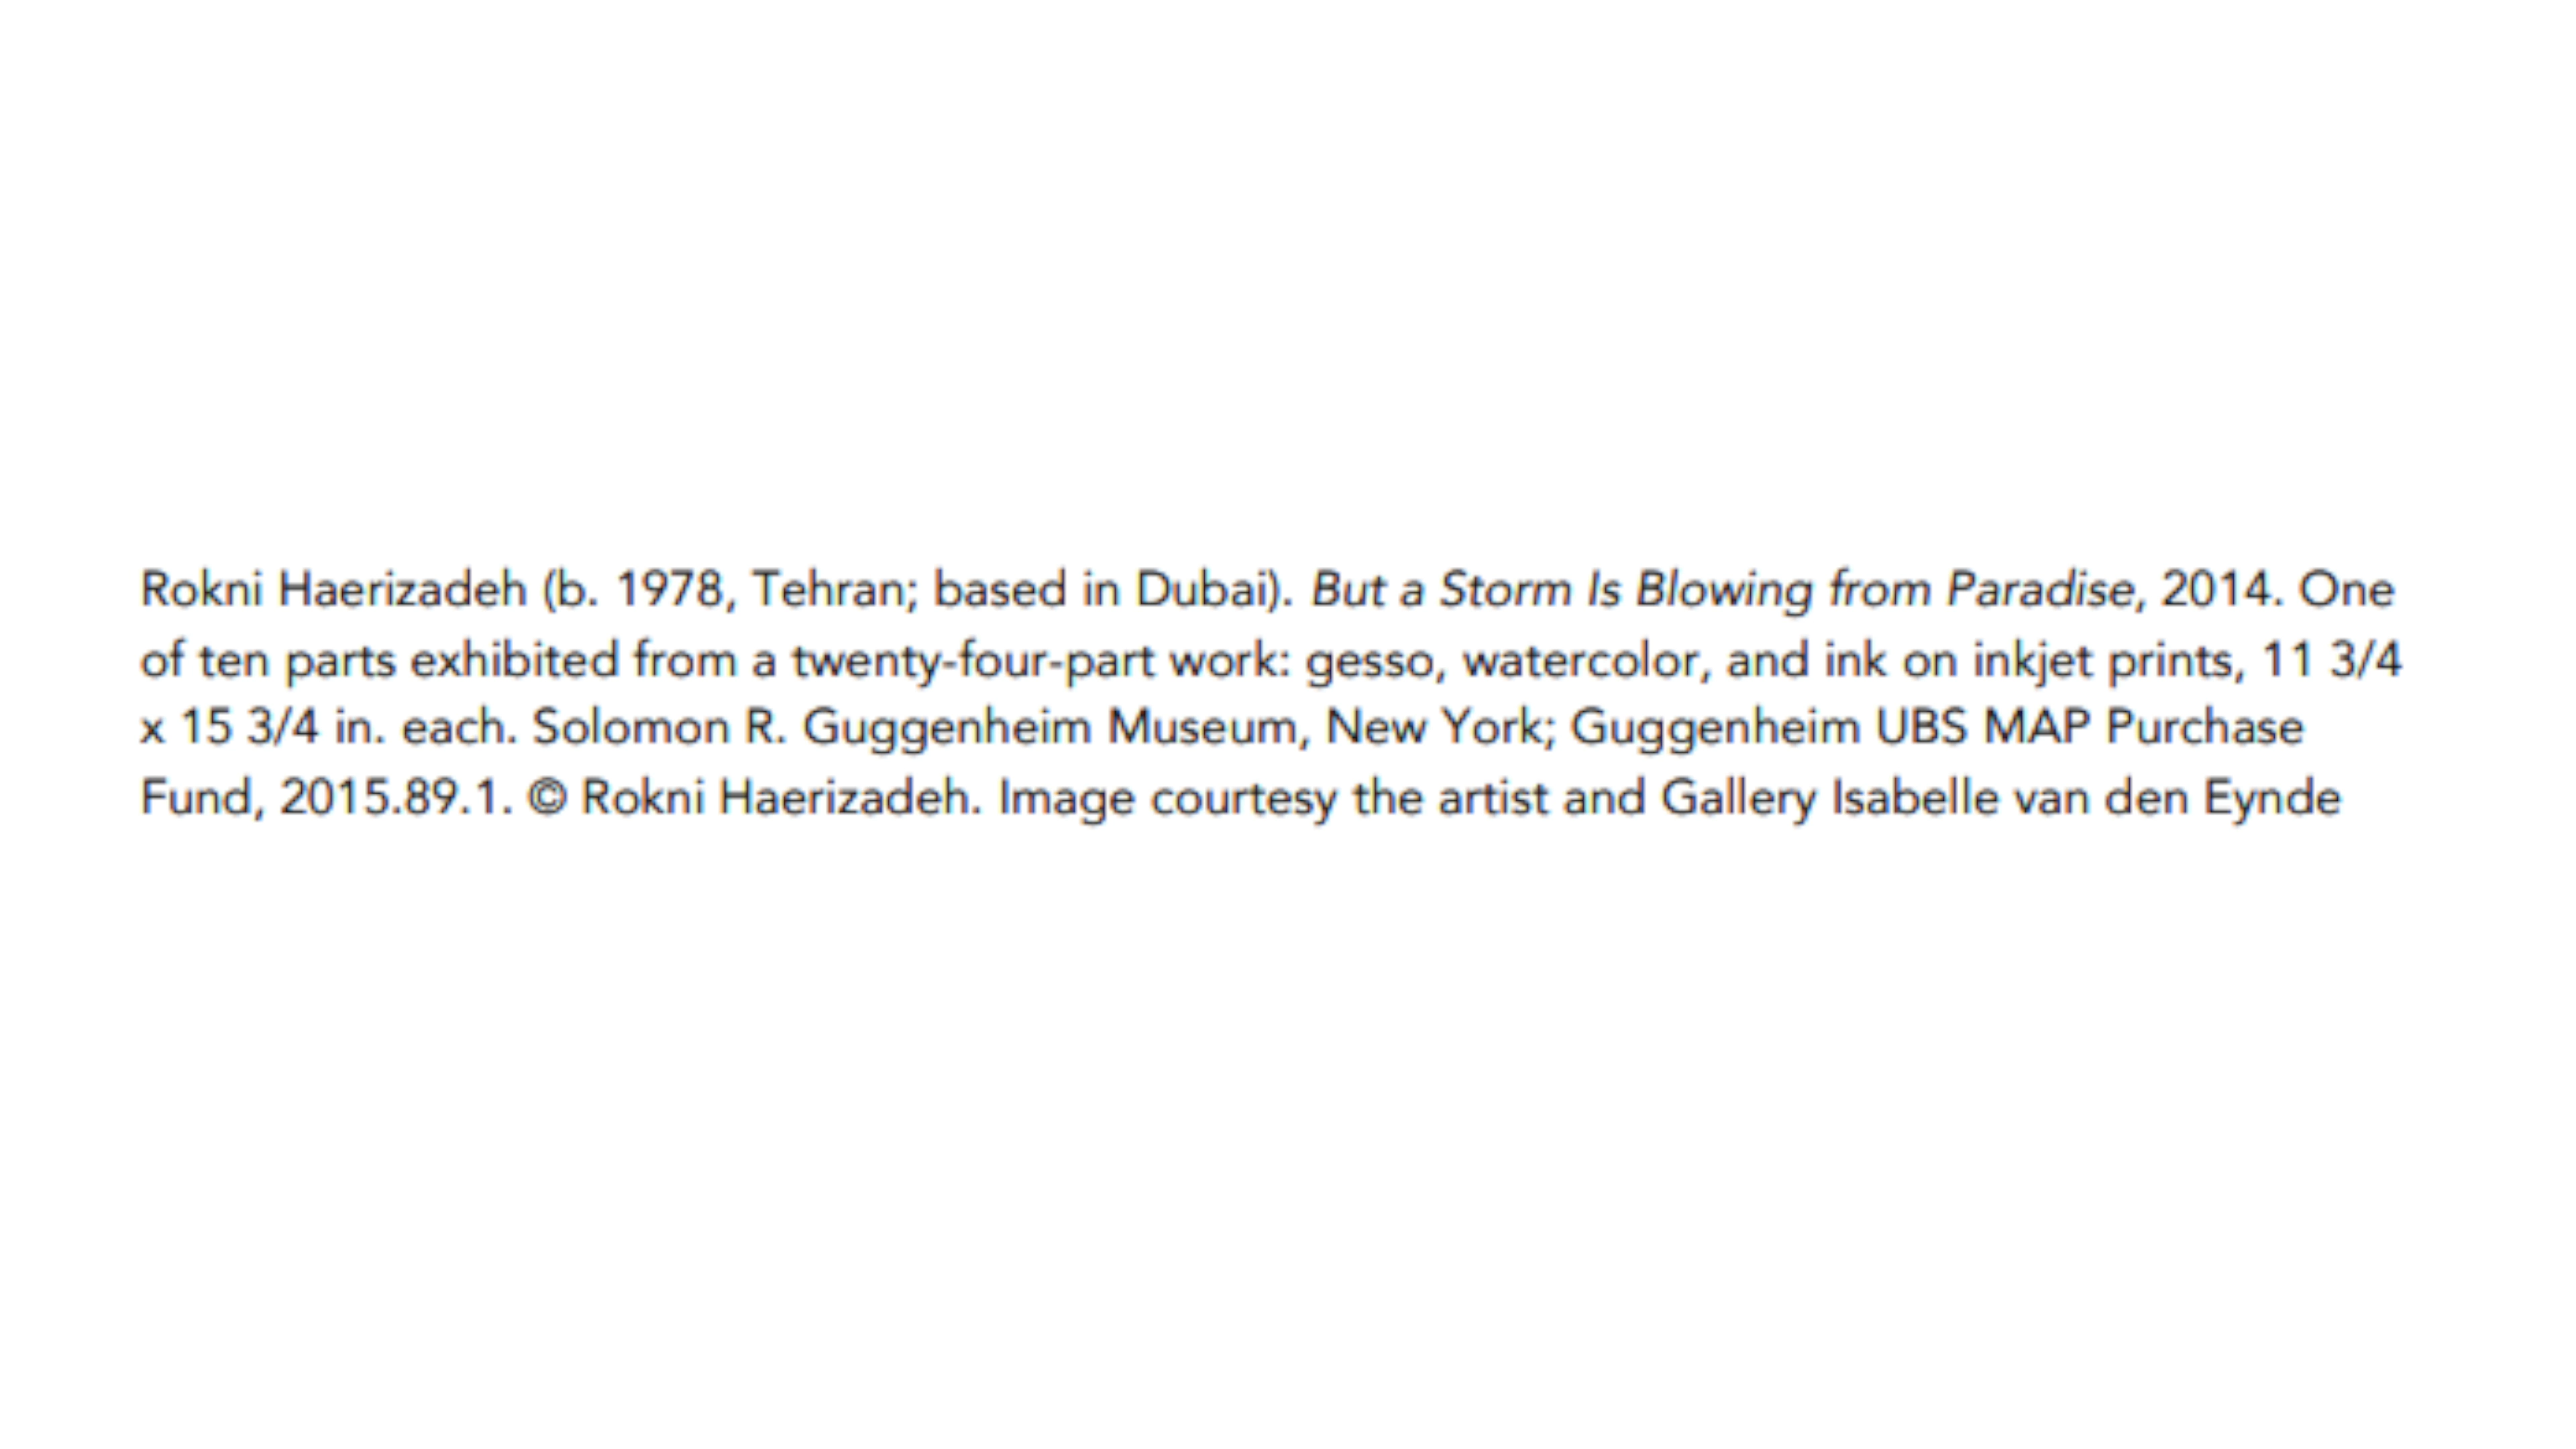 Rokni Haerizadeh (b. 1978, Tehran; based in Dubai). But a Storm Is Blowing from Paradise, 2014. One
of ten parts exhibited from a twenty-four-part work: gesso, watercolor, and ink on inkjet prints, 11 3/4
x 15 3/4 in. each. Solomon R. Guggenheim Museum, New York; Guggenheim UBS MAP Purchase
Fund, 2015.89.1. © Rokni Haerizadeh. Image courtesy the artist and Gallery Isabelle van den Eynde